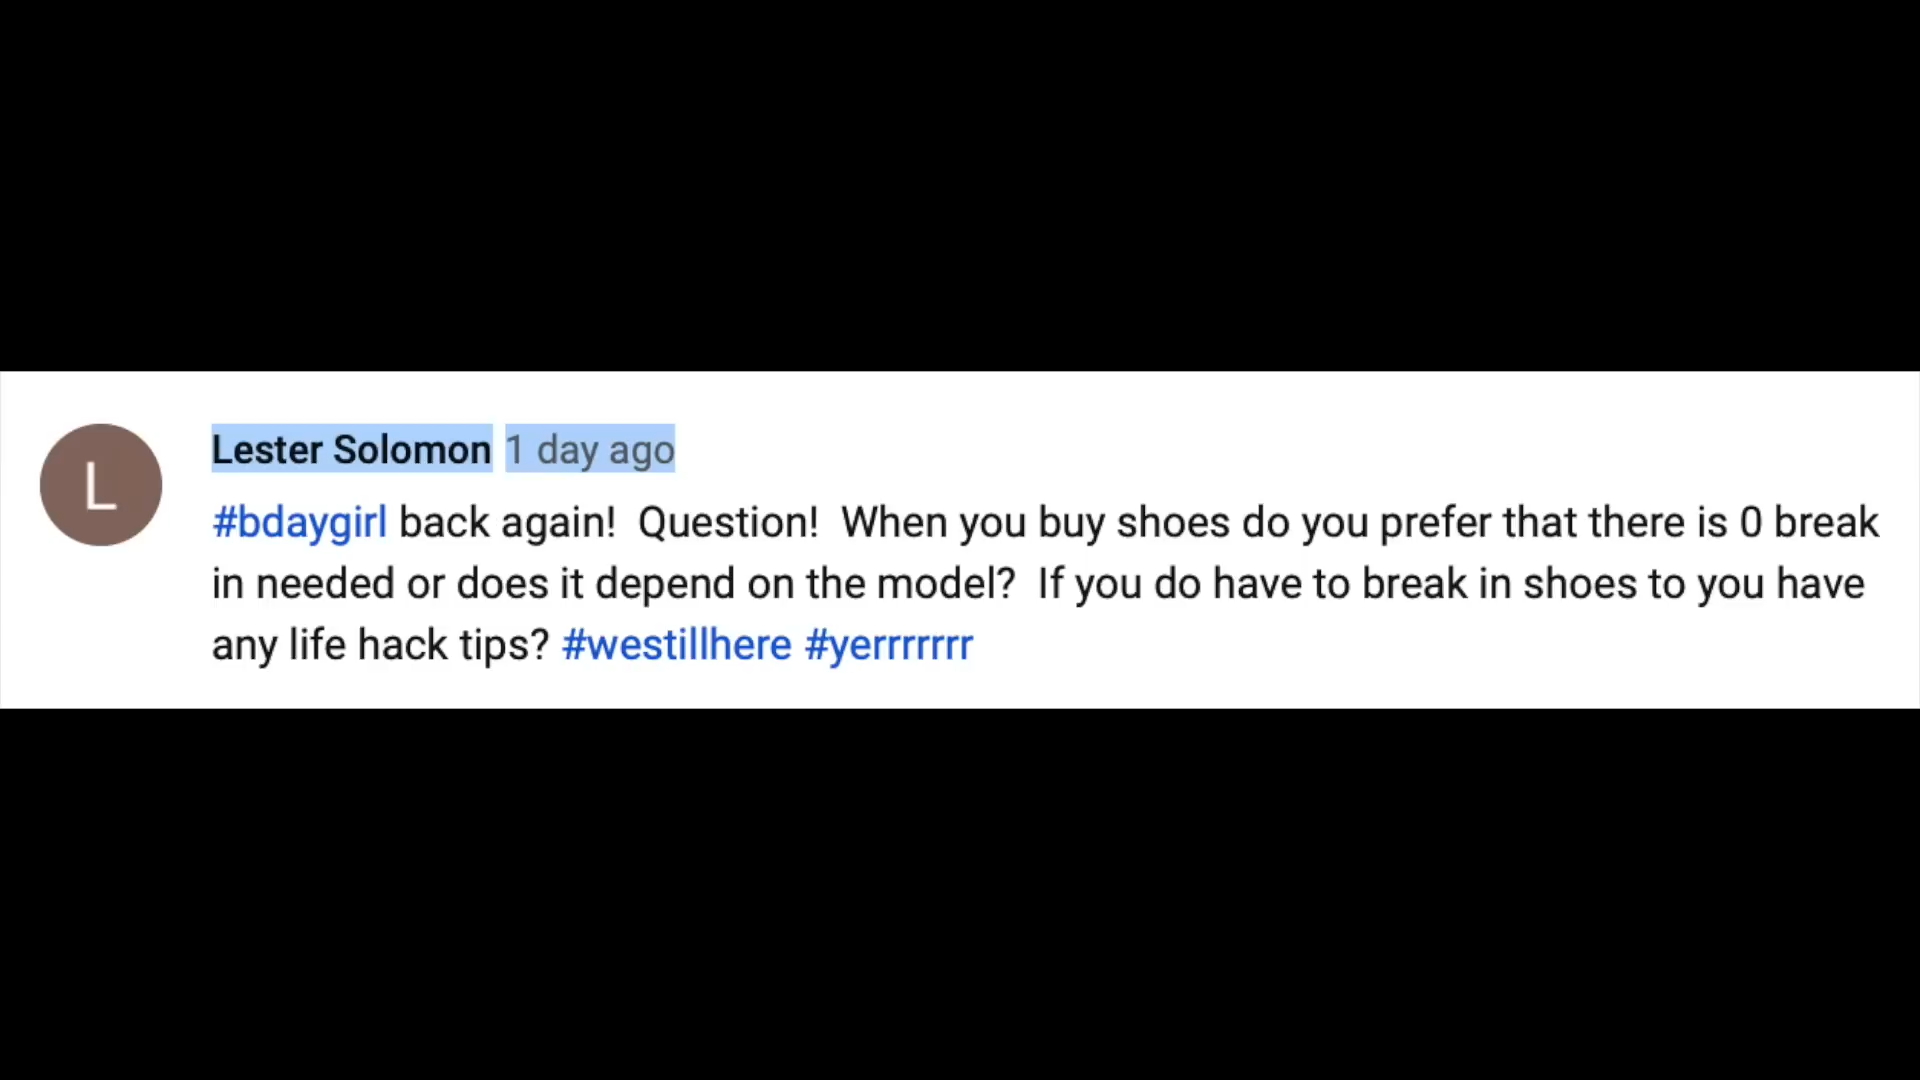 L
Lester Solomon 1 day ago
#bdaygirl back again!  Question!  When you buy shoes do you prefer that there is 0 break
in needed or does it depend on the model?  If you do have to break in shoes to you have
any life hack tips? #westillhere #yerrrrrrr